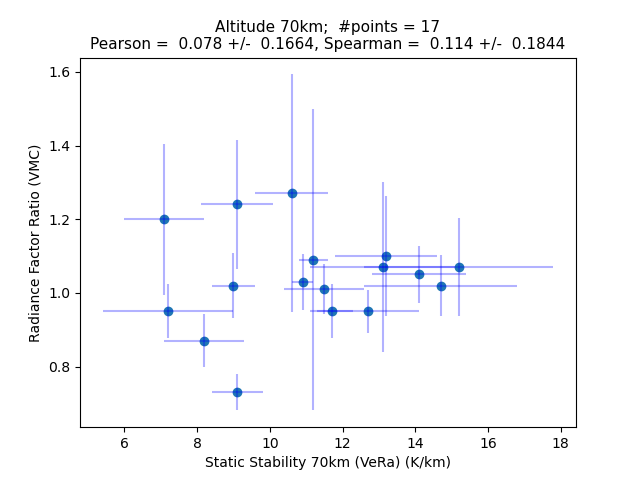 Altitude 70km;  #points = 17
Pearson =  0.078 +/-  0.1664, Spearman =  0.114 +/-  0.1844
1.6
1.4
1.2
1.0
0.8
Radiance Factor Ratio (VMC)
6 8 10 12 14 16 18
Static Stability 70km (VeRa) (K/km)